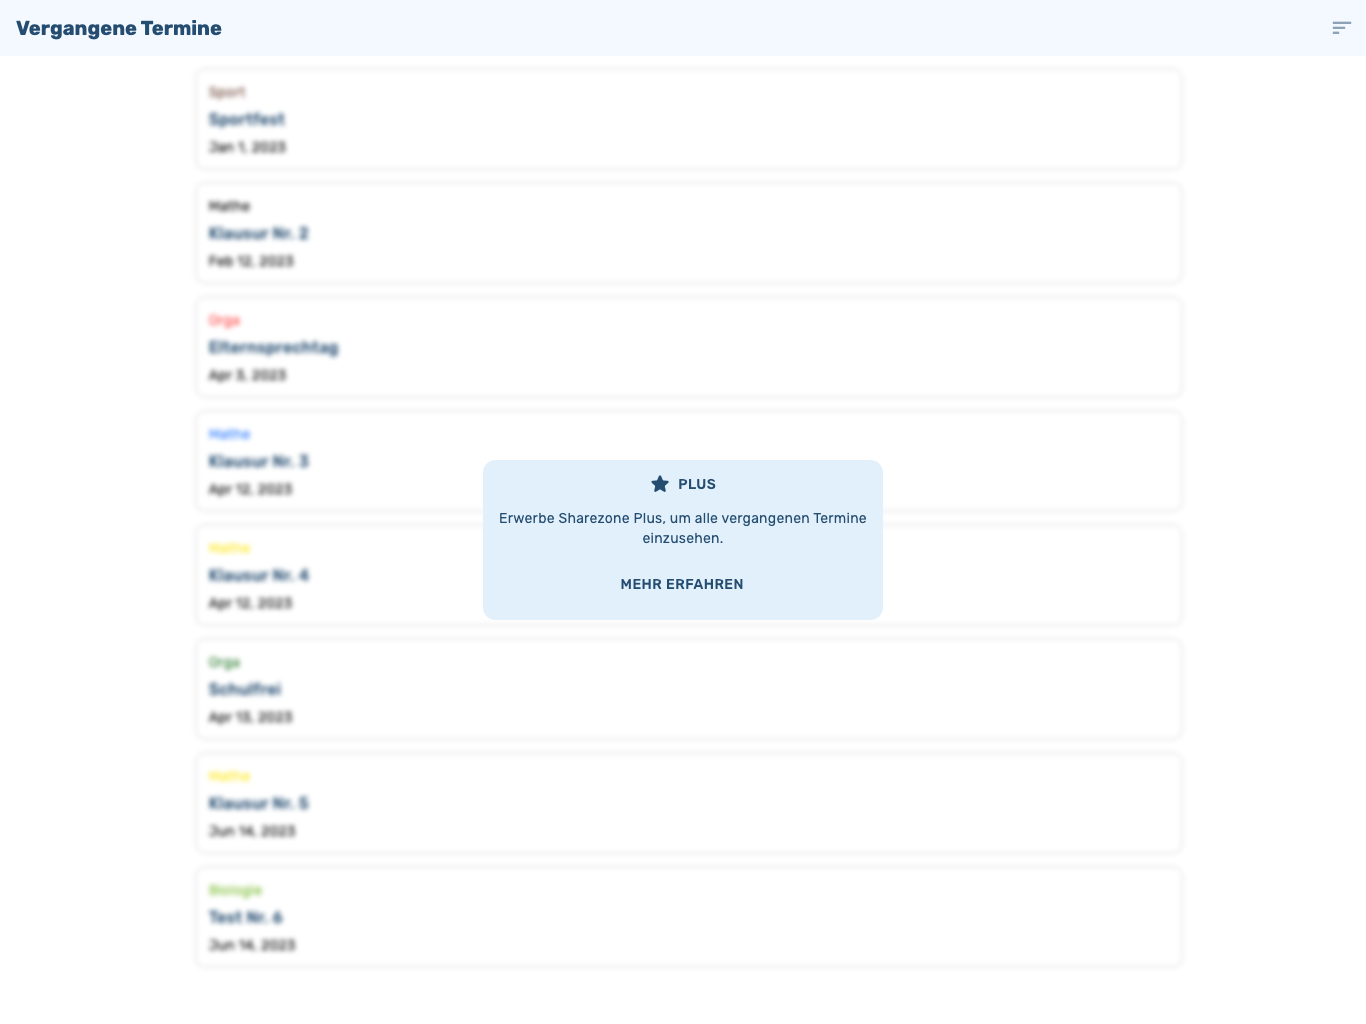 Vergangene Termine
Sport
Sportfest
Jan 1, 2023
Mathe
Klausur Nr. 2
Feb 12, 2023
Orga
Elternsprechtag
Apr 3, 2023
Mathe
Klausur Nr. 3
Apr 12, 2023
PLUS
Erwerbe Sharezone Plus, um alle vergangenen Termine
einzusehen.
MEHR ERFAHREN
Mathe
Klausur Nr. 4
Apr 12, 2023
Orga
Schulfrei
Apr 13, 2023
Mathe
Klausur Nr. 5
Jun 14, 2023
Biologie
Test Nr. 6
Jun 14, 2023